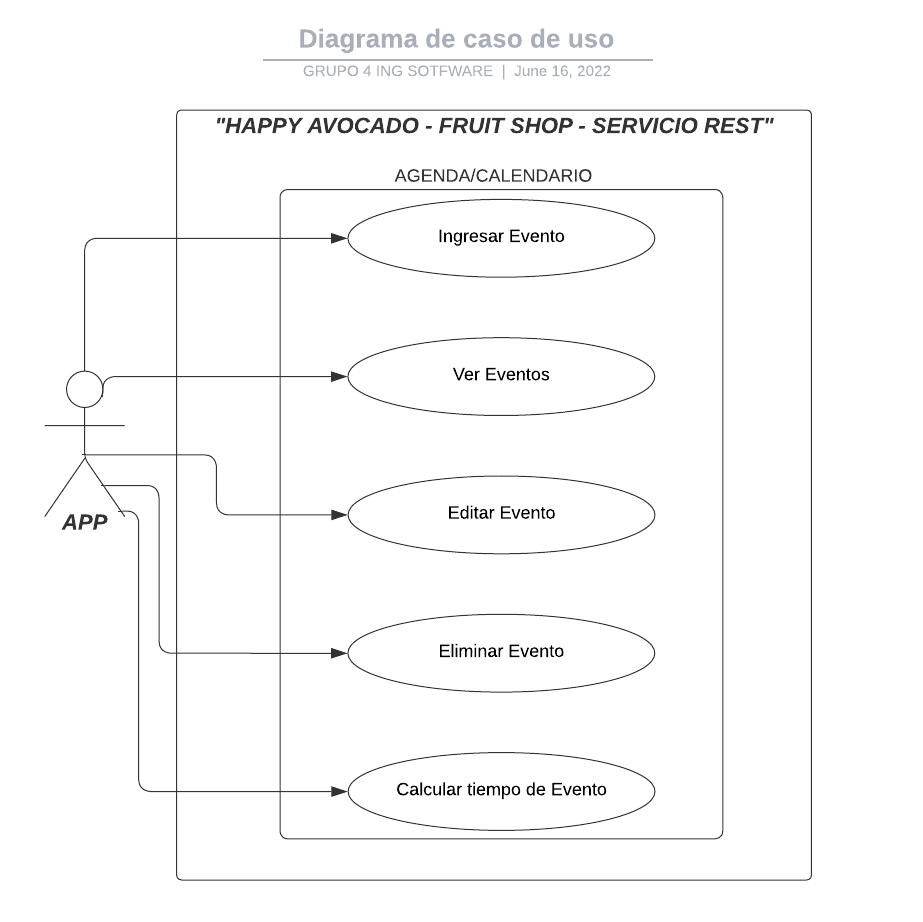 Diagrama de caso de uso
GRUPO 4 ING SOTFWARE | June 16, 2022
"HAPPY AVOCADO - FRUIT SHOP - SERVICIO REST"
AGENDA/CALENDARIO
Ingresar Evento
Ver Eventos
Editar Evento
APP
Eliminar Evento
Calcular tiempo de Evento